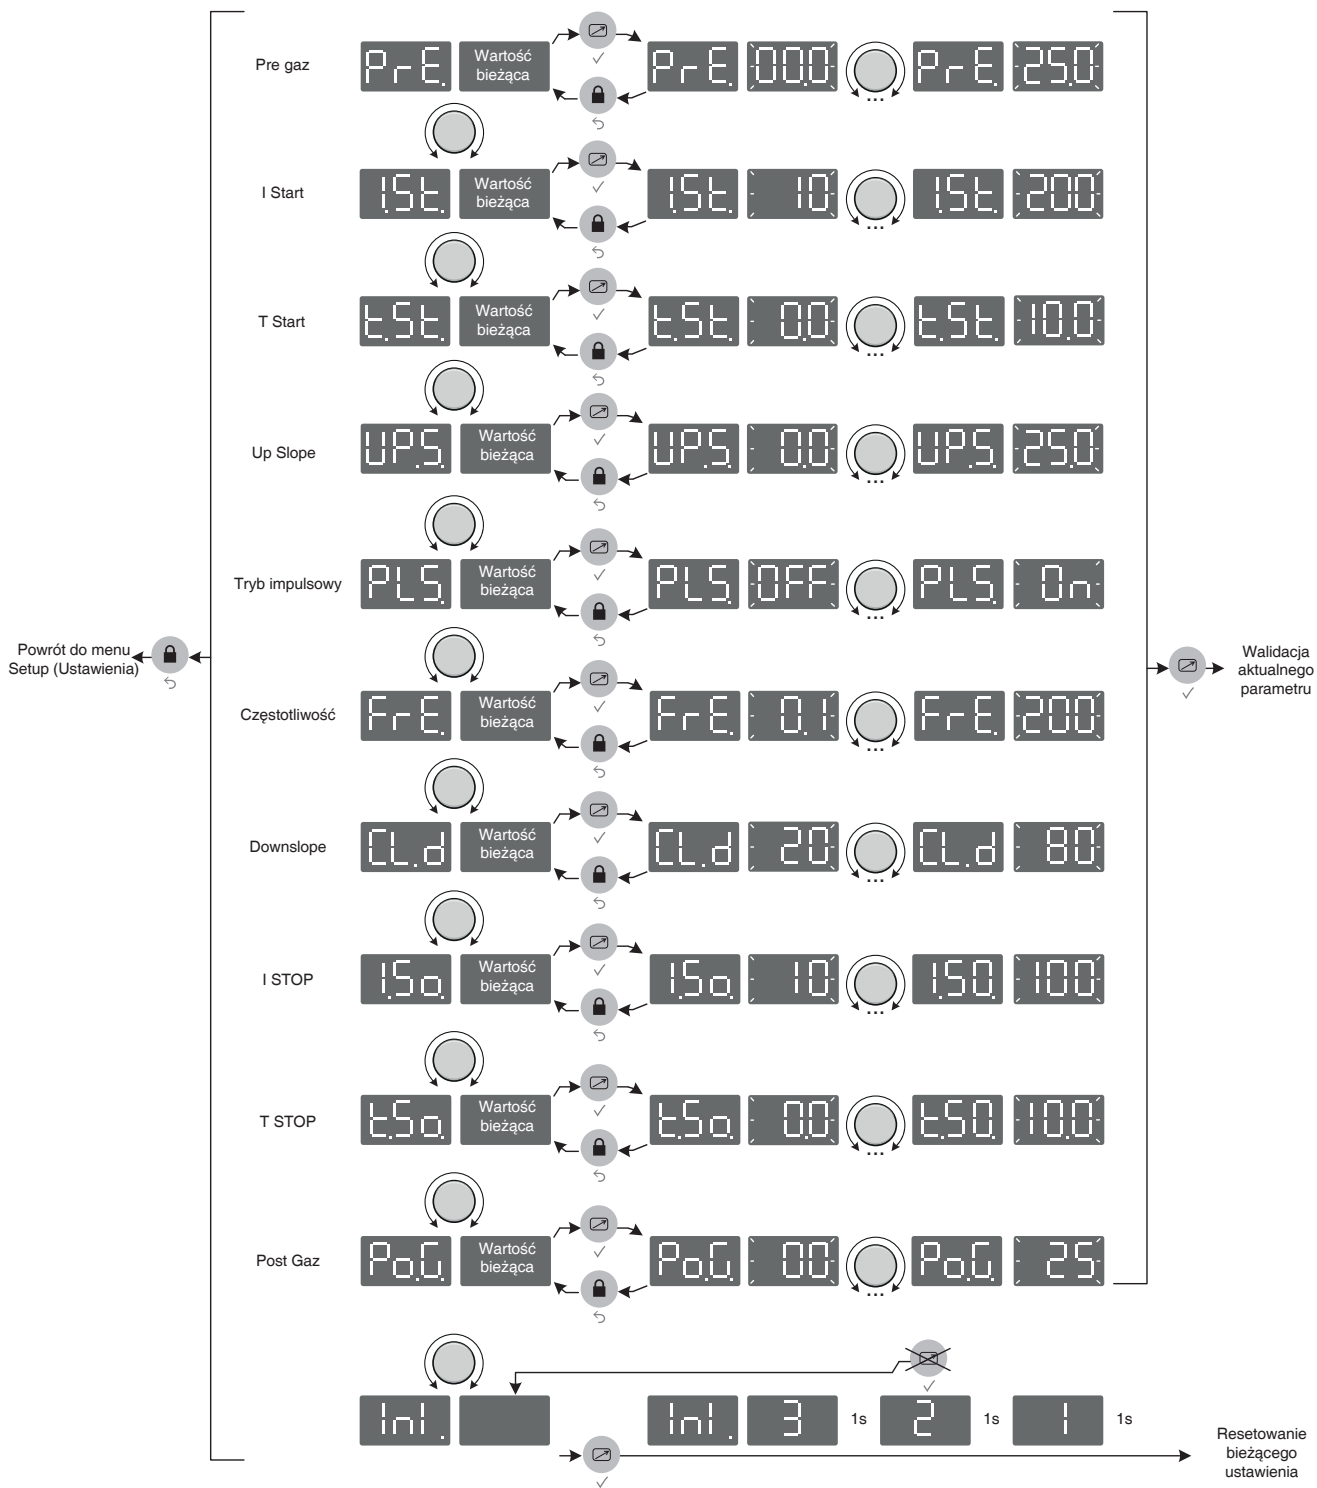 Pre gaz
PrE.
Wartość
bieżąca
PrE.
00.0
...
PrE.
25.0
I Start
I.St.
Wartość
bieżąca
I.St.
10
...
I.St.
200
T Start
t.St.
Wartość
bieżąca
t.St.
0.0
...
t.St.
10.0
Up Slope
UP.S.
Wartość
bieżąca
UP.S.
0.0
...
UP.S.
25.0
Tryb impulsowy
PLS.
Wartość
bieżąca
PLS.
OFF
...
PLS.
On
Powrót do menu
Setup (Ustawienia)
Walidacja
aktualnego
parametru
Częstotliwość
FrE.
Wartość
bieżąca
FrE.
0.1
...
FrE.
200
Downslope
CL.d
Wartość
bieżąca
CL.d
20
...
CL.d
80
I STOP
I.So.
Wartość
bieżąca
I.So.
10
...
I.SO.
100
T STOP
t.So.
Wartość
bieżąca
t.So.
0.0
...
t.SO.
10.0
Post Gaz
Po.G.
Wartość
bieżąca
Po.G.
00
...
Po.G.
25
InI.
InI.
3
1s
2
1s
1
1s
Resetowanie
bieżącego
ustawienia